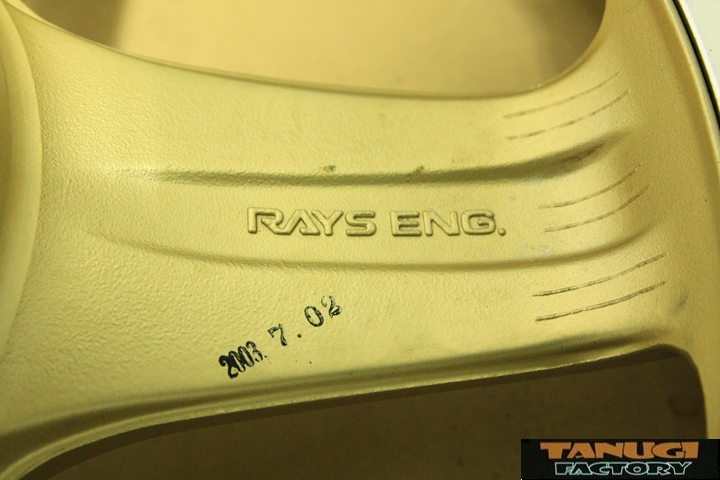 RAYS ENG.
2003. 7. 02
TANUGI
FACTORY